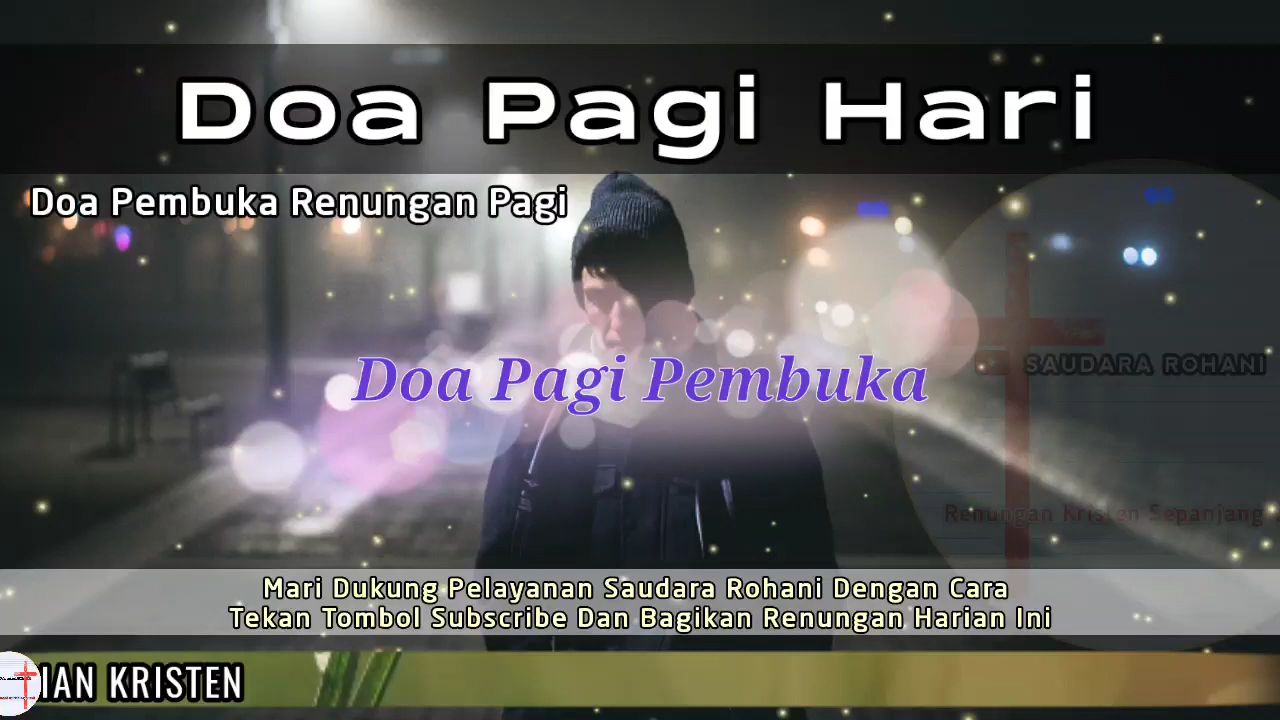 Doa Pagi Hari
Doa Pembuka Renungan Pagi
Doa Pagi Pembuka
SAUDARA ROHANI
Renungan Kristen Sepanjang
Mari Dukung Pelayanan Saudara Rohani Dengan Cara
Tekan Tombol Subscribe Dan Bagikan Renungan Harian Ini
IAN KRISTEN